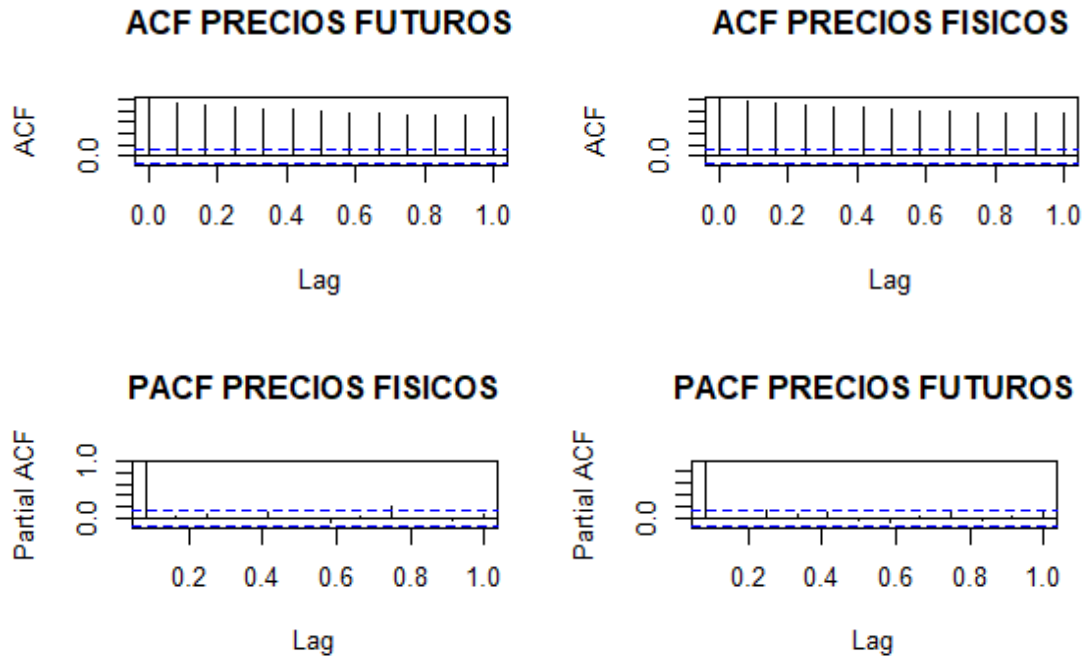 ACF PRECIOS FUTUROS
ACF
0.0
0.0 0.2 0.4 0.6 0.8 1.0
Lag
ACF PRECIOS FISICOS
ACF
0.0
0.0 0.2 0.4 0.6 0.8 1.0
Lag
PACF PRECIOS FISICOS
Partial ACF
0.0 1.0
0.2 0.4 0.6 0.8 1.0
Lag
PACF PRECIOS FUTUROS
Partial ACF
0.0
0.2 0.4 0.6 0.8 1.0
Lag